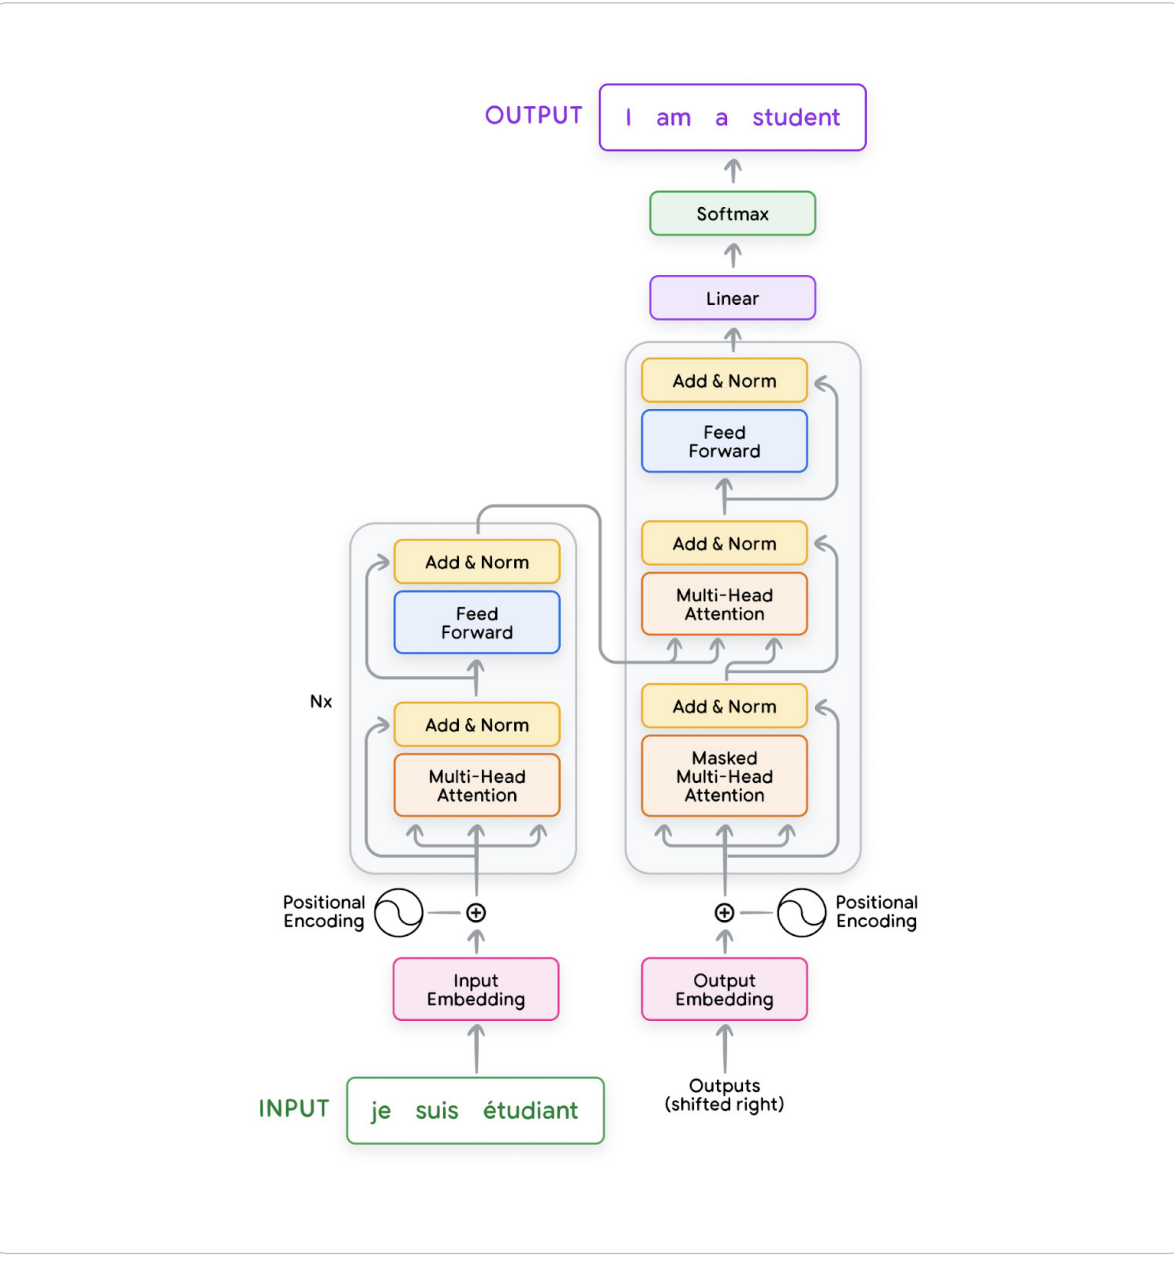 OUTPUT
I am a student
Softmax
Linear
Add & Norm
Feed
Forward
Add & Norm
Multi-Head
Attention
Add & Norm
Masked
Multi-Head
Attention
Add & Norm
Feed
Forward
Nx
Add & Norm
Multi-Head
Attention
Positional
Encoding
Positional
Encoding
Input
Embedding
Output
Embedding
Outputs
(shifted right)
INPUT
je suis étudiant